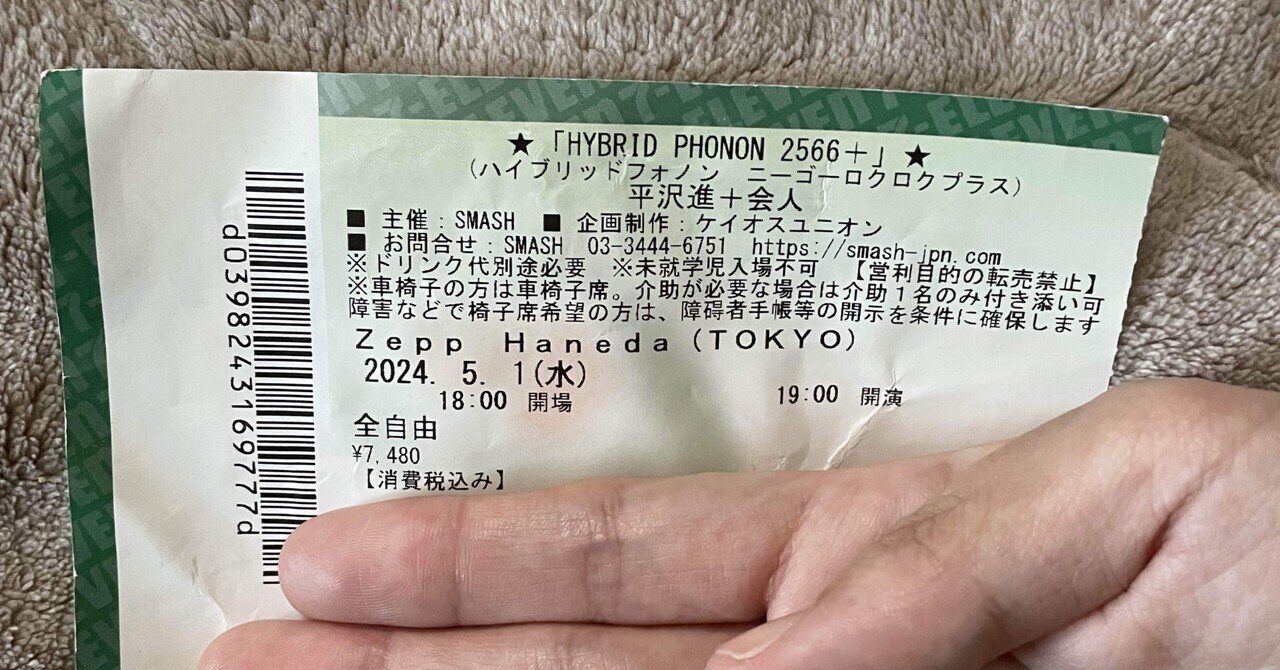 7-ELEVEN 7-ELEVEN
★「HYBRID PHONON 2566＋」★
（ハイブリッドフォノン　ニーゴーロクロクプラス）
平沢進＋会人
■ 主催：SMASH　■ 企画制作：ケイオスユニオン
■ お問合せ：SMASH　03-3444-6751　https://smash-jpn.com
※ドリンク代別途必要　※未就学児入場不可　【営利目的の転売禁止】
※車椅子の方は車椅子席。介助が必要な場合は介助１名のみ付き添い可
障害などで椅子席希望の方は、障碍者手帳等の開示を条件に確保します
Ｚｅｐｐ　Ｈａｎｅｄａ（ＴＯＫＹＯ）
2024. 5. 1(水)
18:00 開場　19:00 開演
全自由
¥7,480
【消費税込み】
d0398243169777d